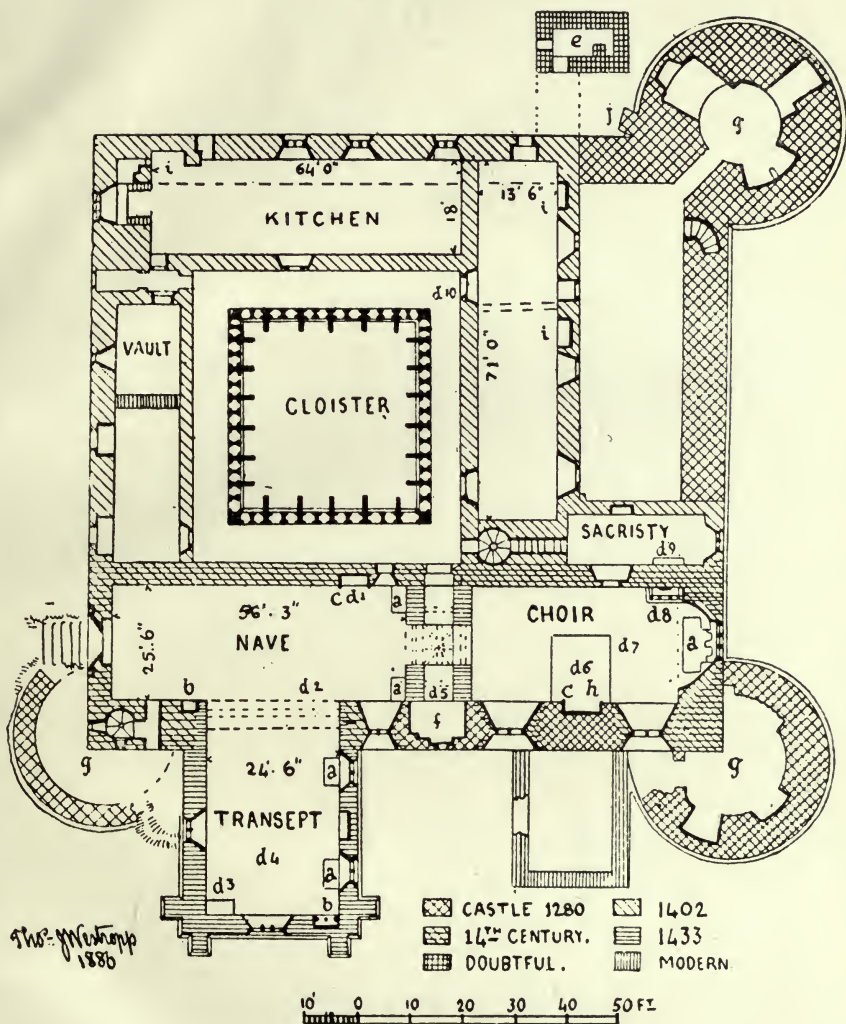 e
J
g
i
64' 0"
18'
13' 6"
i
KITCHEN
d10
i
VAULT
71' 0"
CLOISTER
SACRISTY
d9
c d1
a
d8
56'. 3"
NAVE
25'. 6"
CHOIR
d7
a
d6
c h
b
d2
a
d5
f
g
g
24'. 6"
a
TRANSEPT
d4
a
d3
b
CASTLE 1280
1402
14TH CENTURY.
1433
DOUBTFUL.
MODERN
Thos. J Westropp
1886
10' 0 10 20 30 40 50 FT